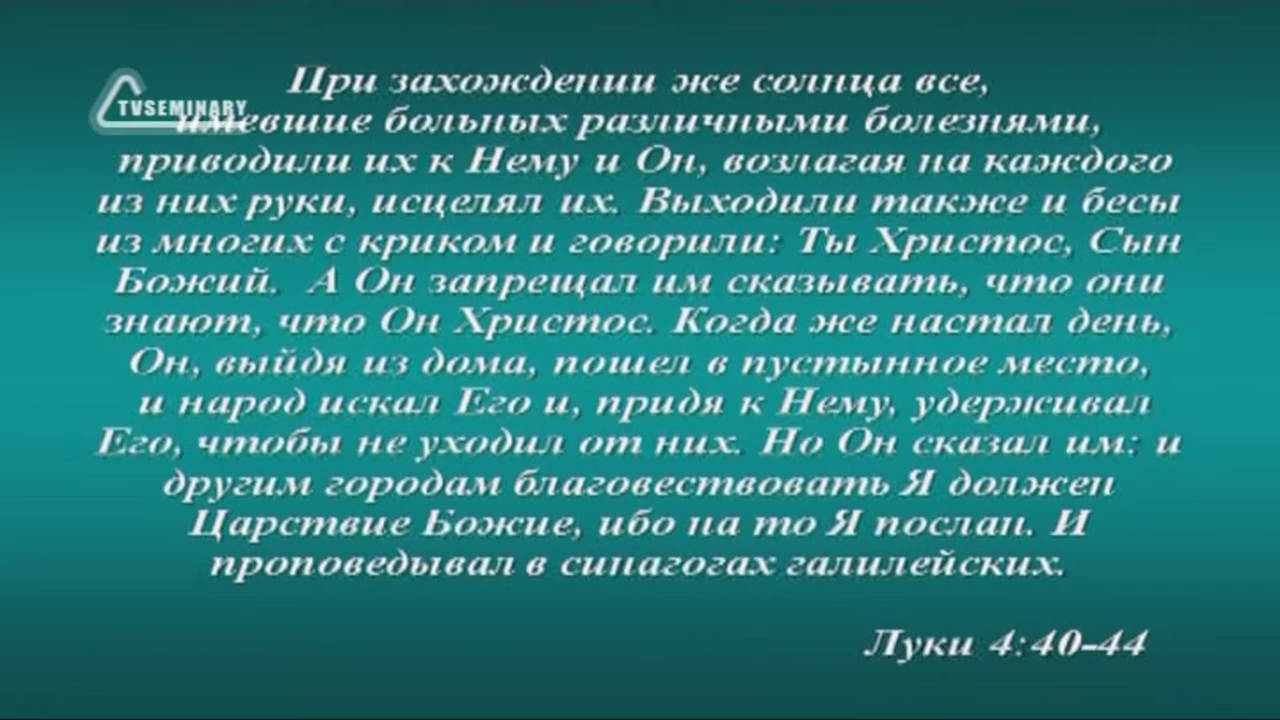 При захождении же солнца все,
TVSEMINARY
имевшие больных различными болезнями,
приводили их к Нему и Он, возлагая на каждого
из них руки, исцелял их. Выходили также и бесы
из многих с криком и говорили: Ты Христос, Сын
Божий. А Он запрещал им сказывать, что они
знают, что Он Христос. Когда же настал день,
Он, выйдя из дома, пошел в пустынное место,
и народ искал Его и, придя к Нему, удерживал
Его, чтобы не уходил от них. Но Он сказал им: и
другим городам благовествовать Я должен
Царствие Божие, ибо на то Я послан. И
проповедывал в синагогах галилейских.
Луки 4:40-44